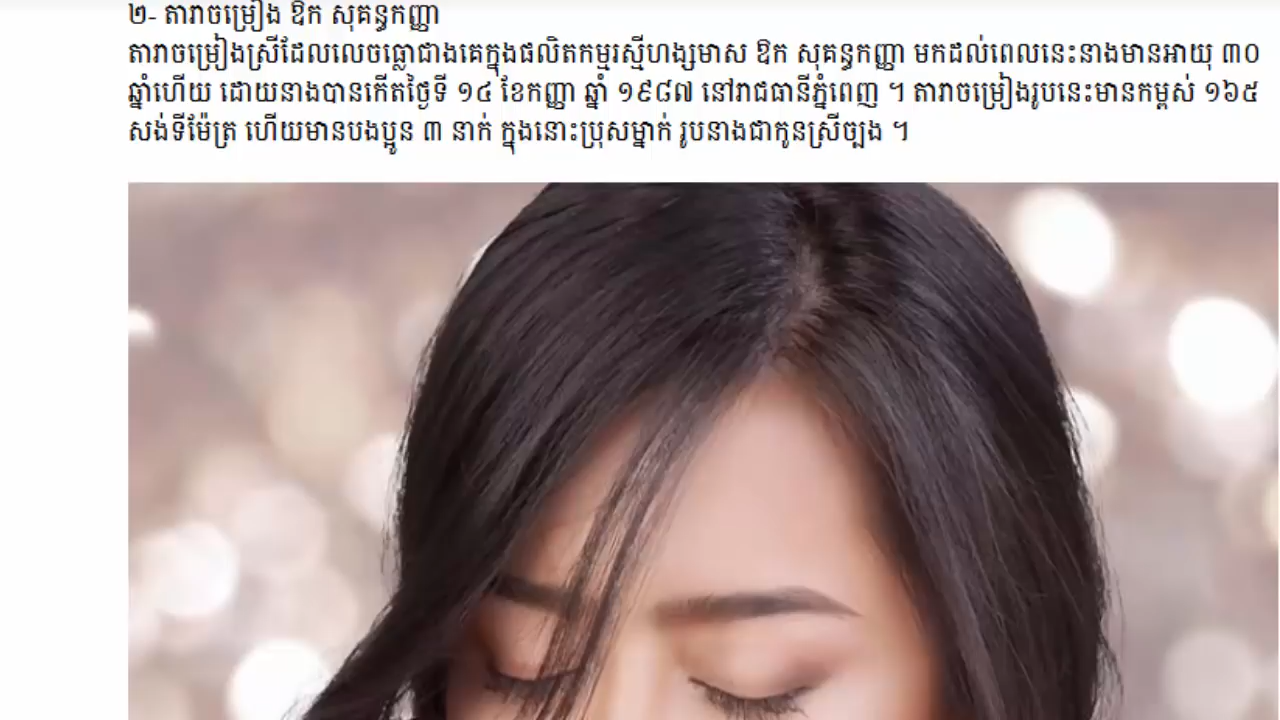 ២- តារាចម្រៀង ឱក សុគន្ធកញ្ញា
តារាចម្រៀងស្រីដែលលេចធ្លោជាងគេក្នុងផលិតកម្មរស្មីហង្សមាស ឱក សុគន្ធកញ្ញា មកដល់ពេលនេះនាងមានអាយុ ៣០
ឆ្នាំហើយ ដោយនាងបានកើតថ្ងៃទី ១៤ ខែកញ្ញា ឆ្នាំ ១៩៨៧ នៅរាជធានីភ្នំពេញ ។ តារាចម្រៀងរូបនេះមានកម្ពស់ ១៦៥
សង់ទីម៉ែត្រ ហើយមានបងប្អូន ៣ នាក់ ក្នុងនោះប្រុសម្នាក់ រូបនាងជាកូនស្រីច្បង ។